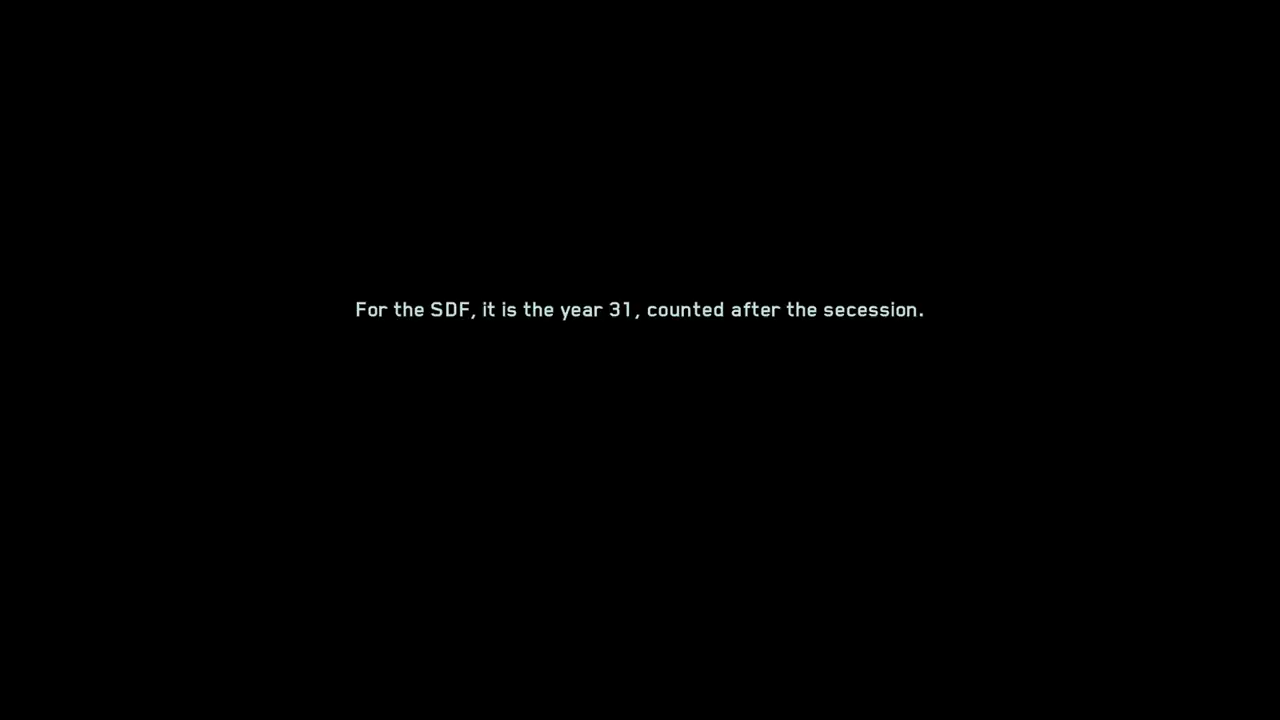 For the SDF, it is the year 31, counted after the secession.